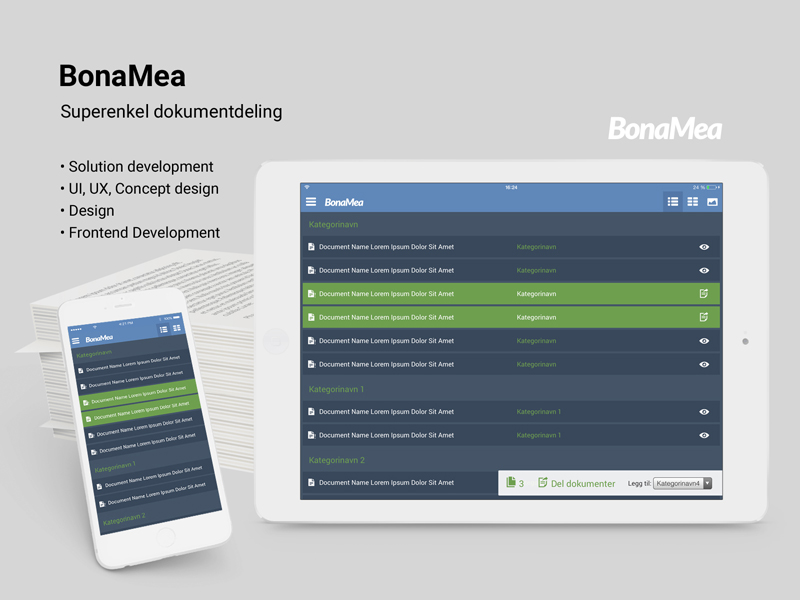 BonaMea
Superenkel dokumentdeling
• Solution development
• UI, UX, Concept design
• Design
• Frontend Development
BonaMea
16:24
24 %
BonaMea
Kategorinavn
Document Name Lorem Ipsum Dolor Sit Amet Kategorinavn
Document Name Lorem Ipsum Dolor Sit Amet Kategorinavn
Document Name Lorem Ipsum Dolor Sit Amet Kategorinavn
Document Name Lorem Ipsum Dolor Sit Amet Kategorinavn
Document Name Lorem Ipsum Dolor Sit Amet Kategorinavn
Document Name Lorem Ipsum Dolor Sit Amet Kategorinavn
Kategorinavn 1
Document Name Lorem Ipsum Dolor Sit Amet Kategorinavn 1
Document Name Lorem Ipsum Dolor Sit Amet Kategorinavn 1
Kategorinavn 2
Document Name Lorem Ipsum Dolor Sit Amet
3 Del dokumenter Legg til: Kategorinavn4
4:21 PM
100%
BonaMea
Kategorinavn
Document Name Lorem Ipsum Dolor Sit Amet
Document Name Lorem Ipsum Dolor Sit Amet
Document Name Lorem Ipsum Dolor Sit Amet
Document Name Lorem Ipsum Dolor Sit Amet
Document Name Lorem Ipsum Dolor Sit Amet
Document Name Lorem Ipsum Dolor Sit Amet
Kategorinavn 1
Document Name Lorem Ipsum Dolor Sit Amet
Document Name Lorem Ipsum Dolor Sit Amet
Kategorinavn 2